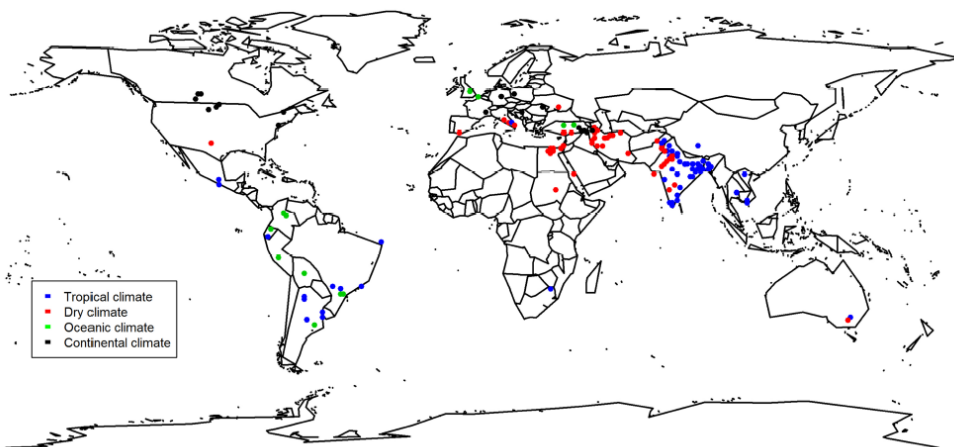 Tropical climate
Dry climate
Oceanic climate
Continental climate